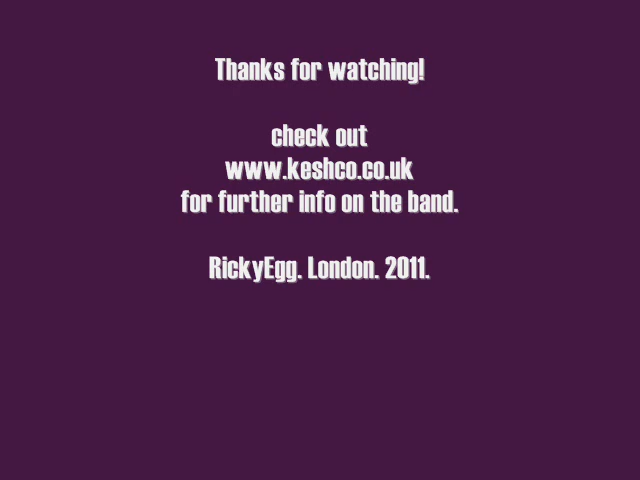 Thanks for watching!
check out
www.keshco.co.uk
for further info on the band.
RickyEgg. London. 2011.